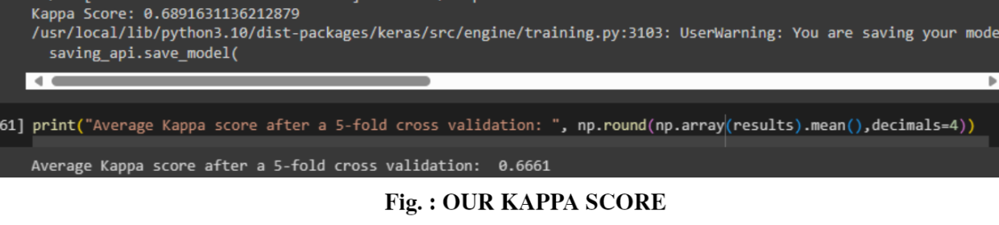 Kappa Score: 0.6891631136212879
/usr/local/lib/python3.10/dist-packages/keras/src/engine/training.py:3103: UserWarning: You are saving your mode
saving_api.save_model(
61] print("Average Kappa score after a 5-fold cross validation: ", np.round(np.array(results).mean(),decimals=4))
Average Kappa score after a 5-fold cross validation:  0.6661
Fig. : OUR KAPPA SCORE